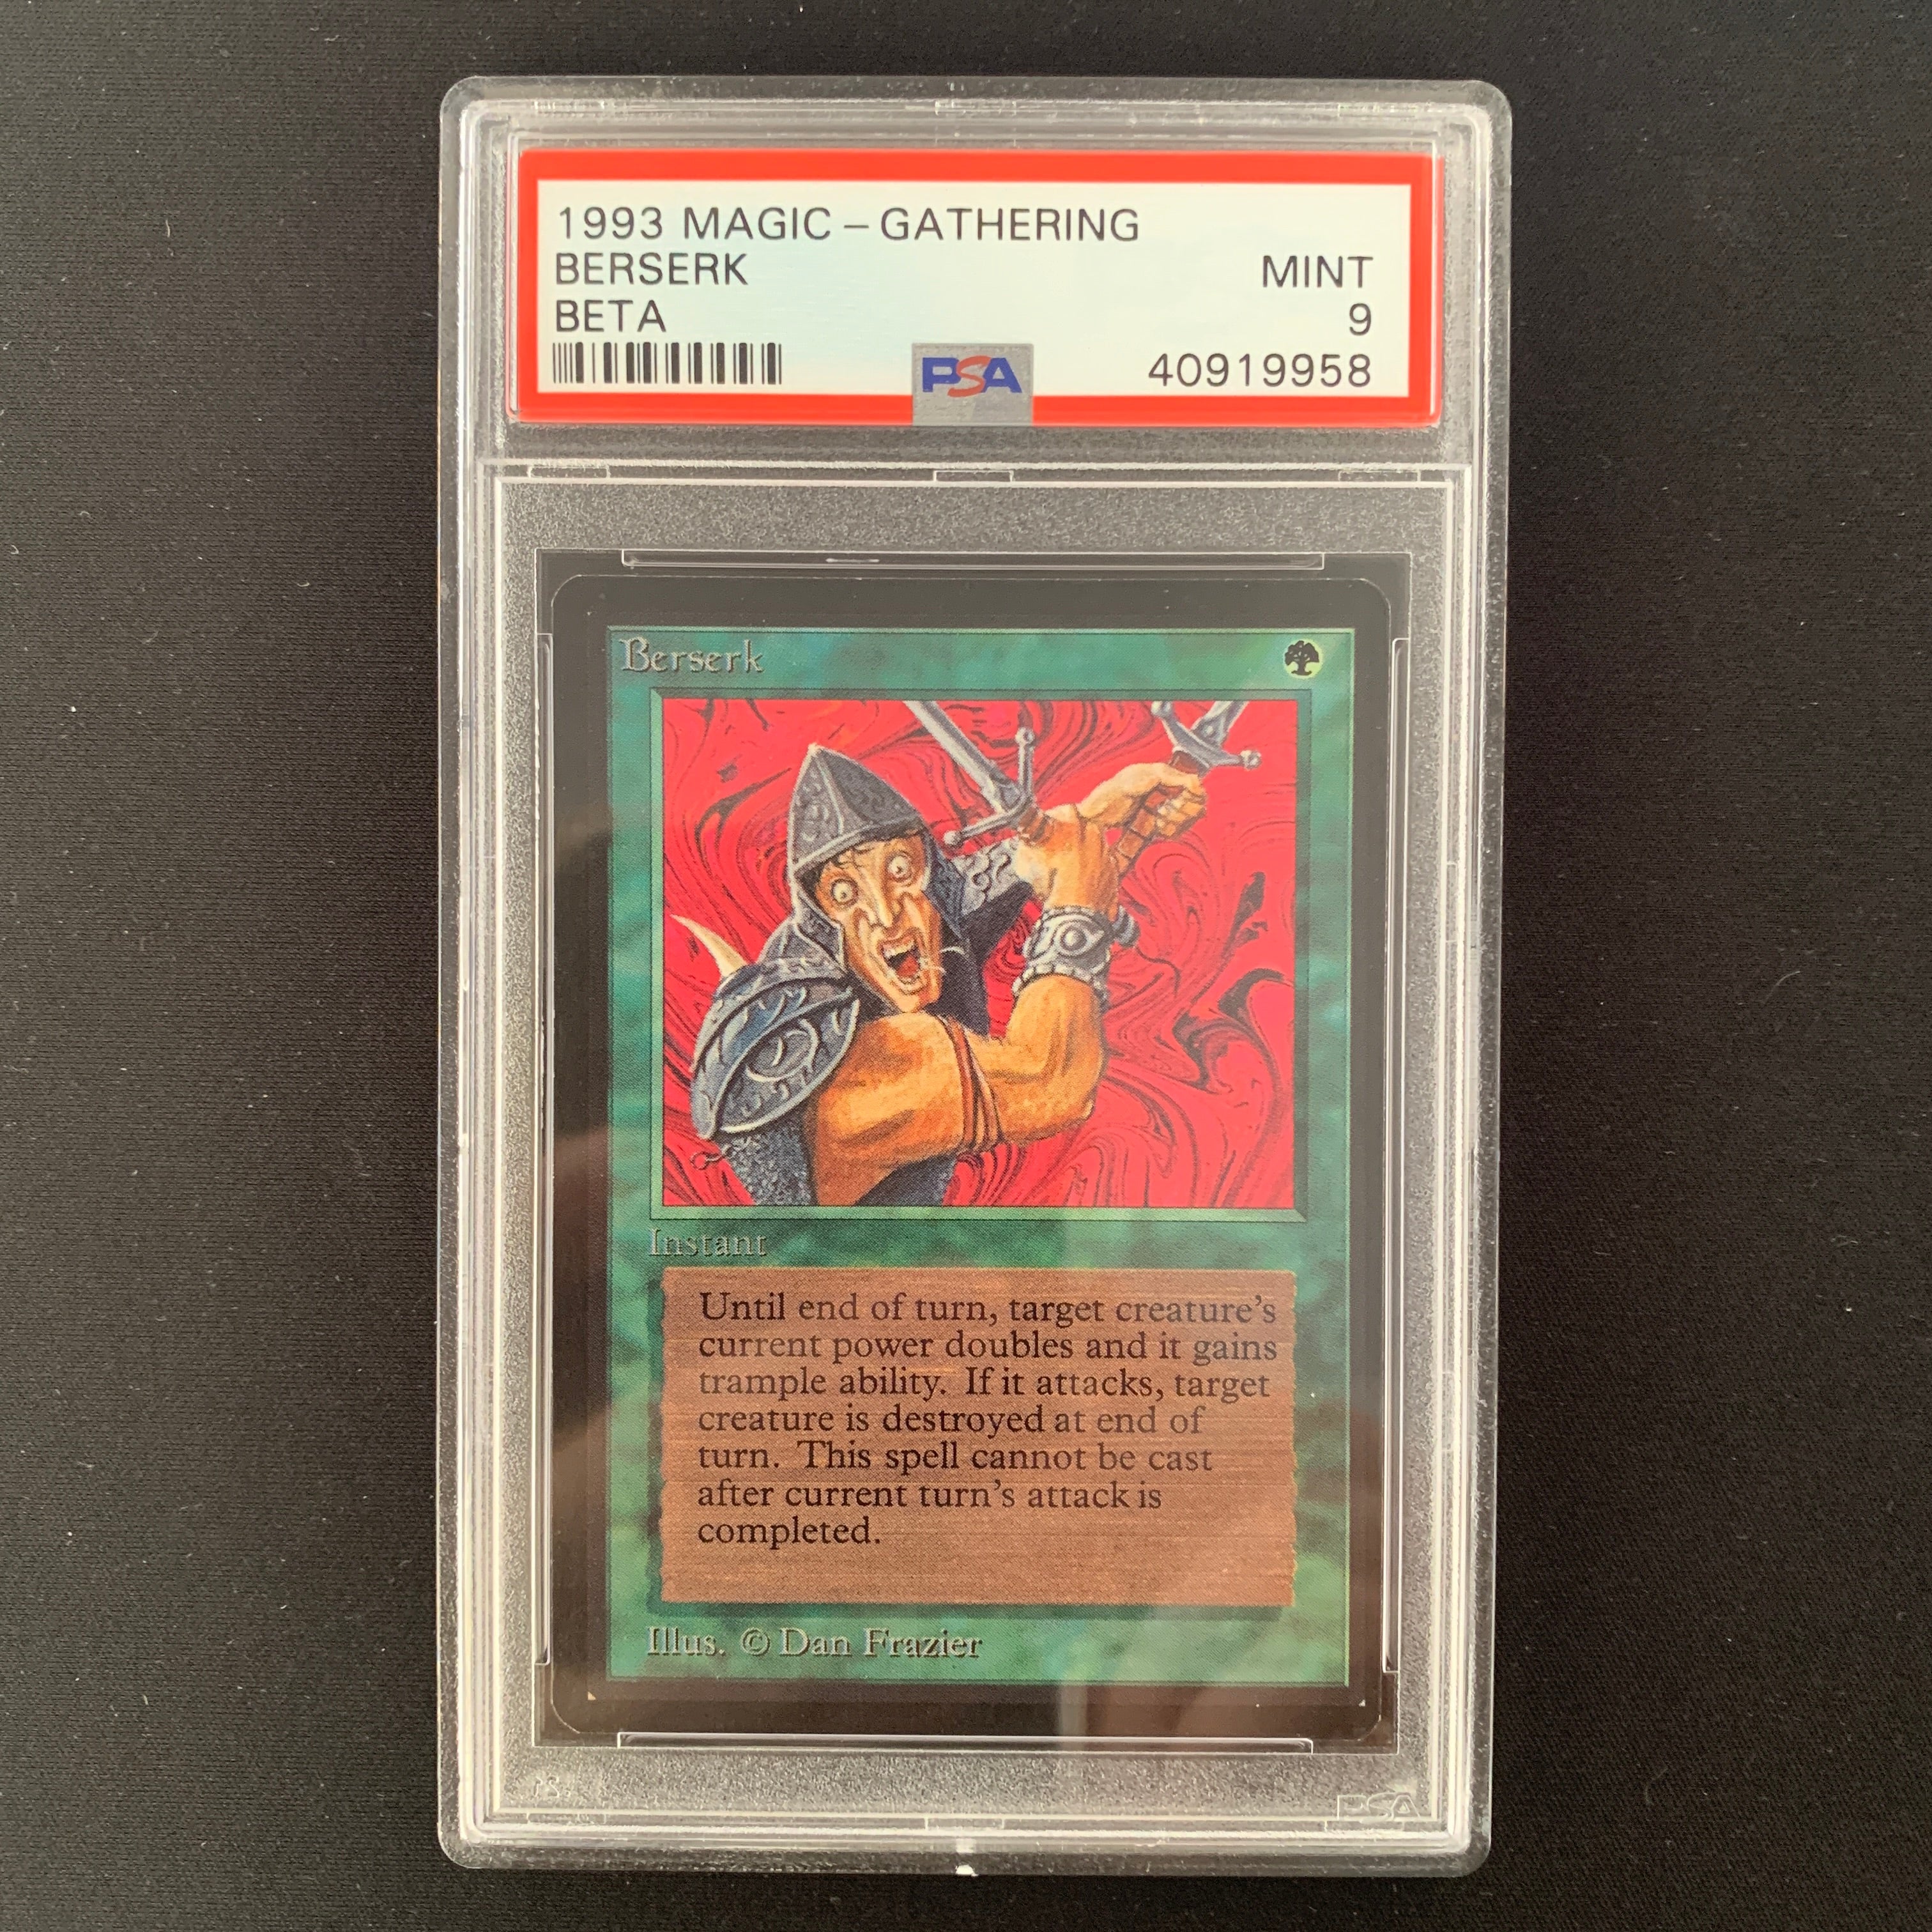 1993 MAGIC – GATHERING
BERSERK MINT
BETA 9
PSA 40919958
Berserk
Instant
Until end of turn, target creature's
current power doubles and it gains
trample ability. If it attacks, target
creature is destroyed at end of
turn. This spell cannot be cast
after current turn's attack is
completed.
Illus. © Dan Frazier
PSA